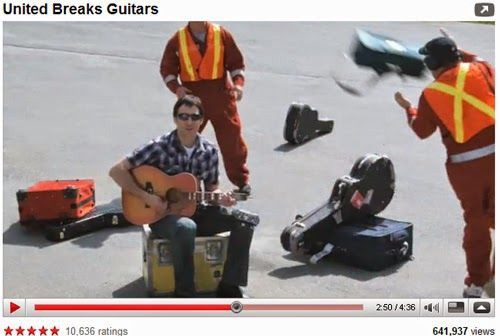 United Breaks Guitars
2:50 / 4:36
10,636 ratings
641,937 views